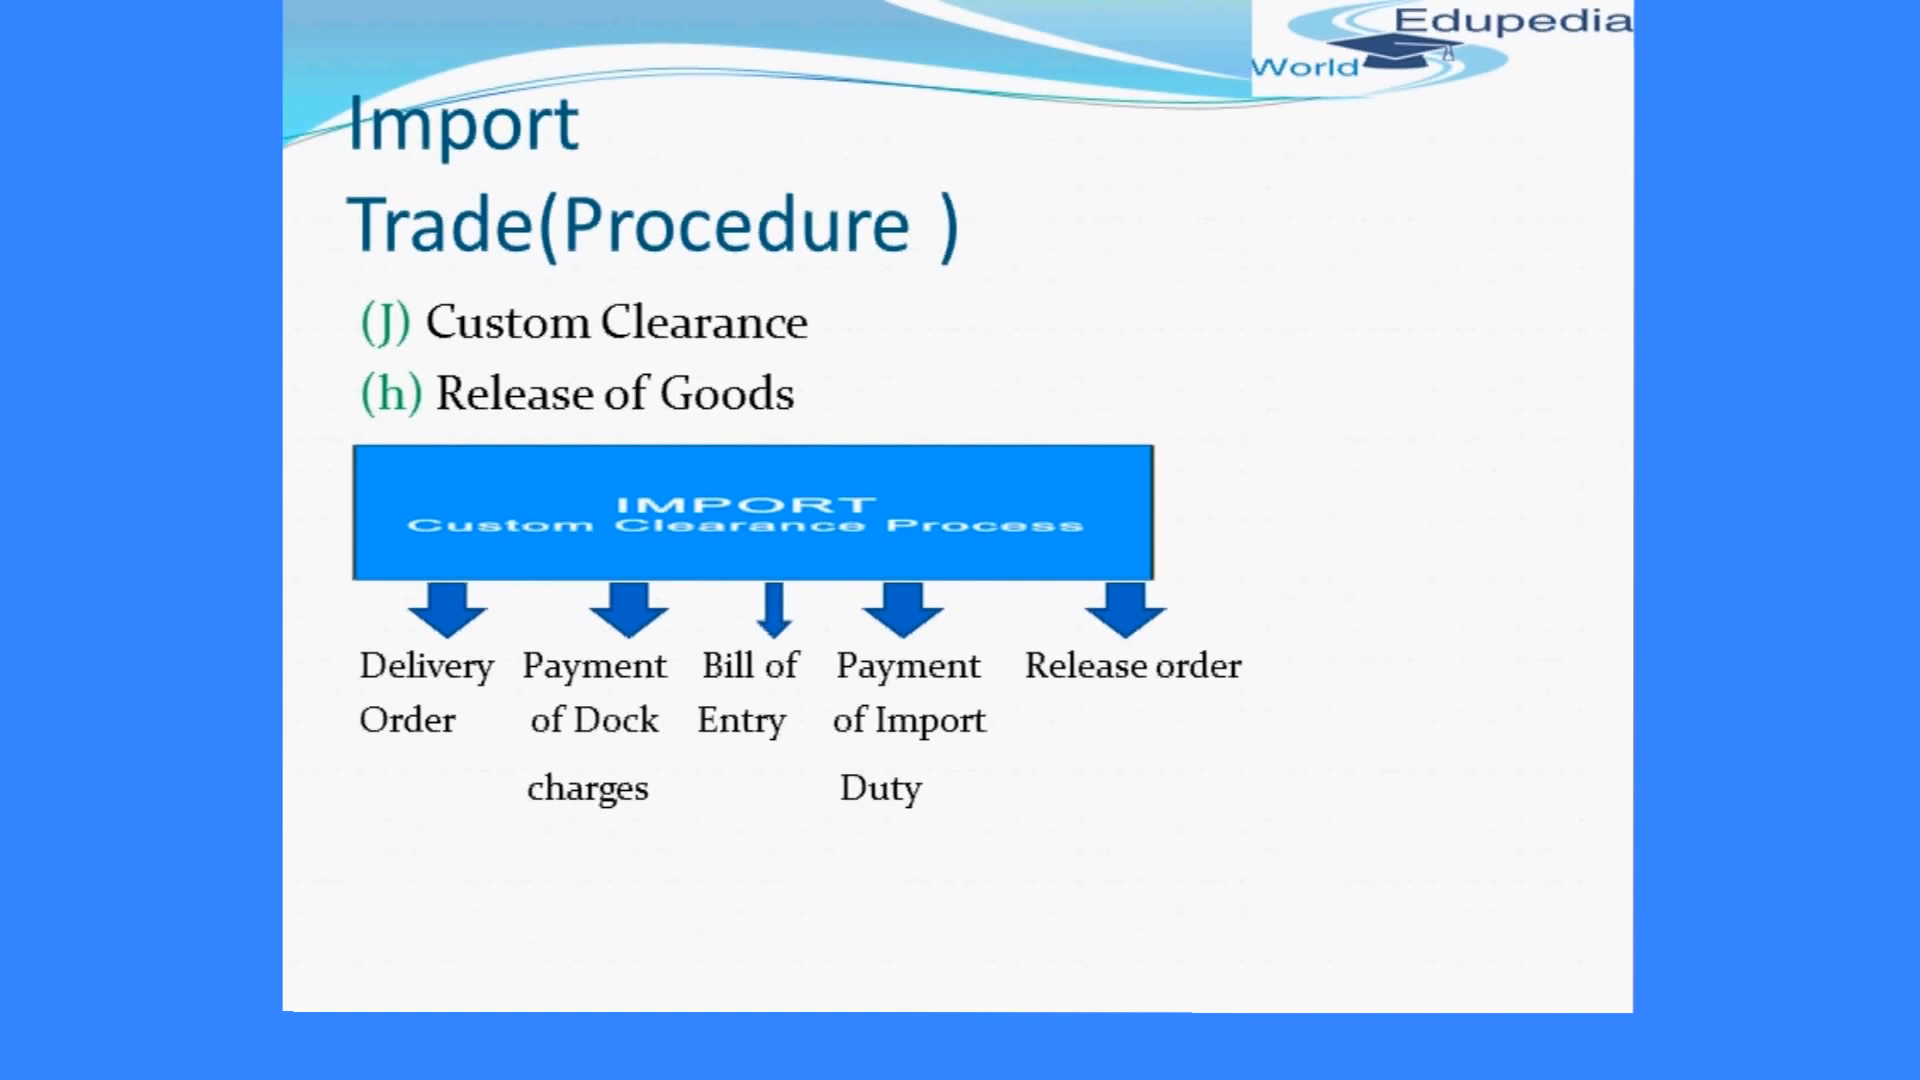 Edupedia
World
Import
Trade(Procedure )
(J) Custom Clearance
(h) Release of Goods
IMPORT
Custom Clearance Process
Delivery Payment Bill of Payment Release order
Order of Dock Entry of Import
charges Duty